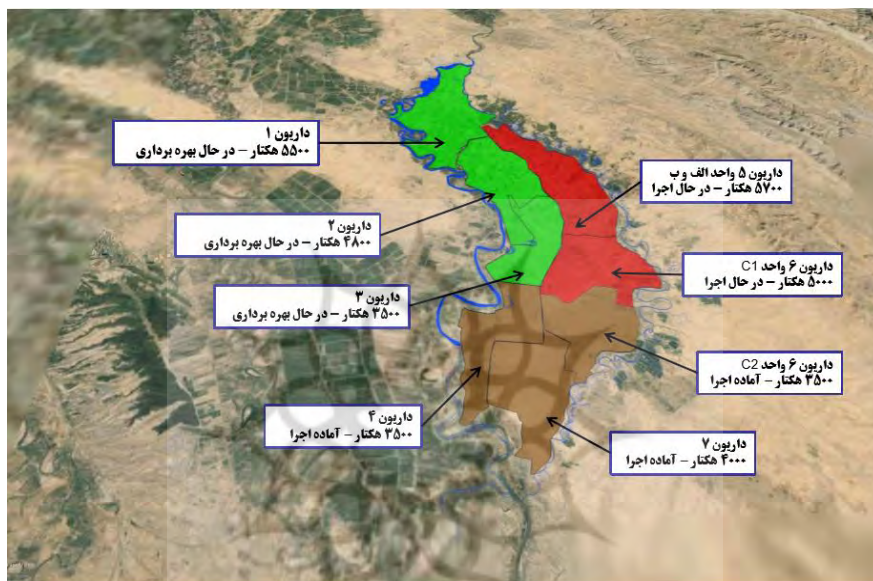 داریون ۱
۵۵۰۰ هکتار – در حال بهره برداری
داریون ۵ واحد الف و ب
۵۷۰۰ هکتار – در حال اجرا
داریون ۲
۴۸۰۰ هکتار – در حال بهره برداری
داریون ۶ واحد C1
۵۰۰۰ هکتار – در حال اجرا
داریون ۳
۳۵۰۰ هکتار – در حال بهره برداری
داریون ۶ واحد C2
۳۵۰۰ هکتار – آماده اجرا
داریون ۴
۳۵۰۰ هکتار – آماده اجرا
داریون ۷
۴۰۰۰ هکتار – آماده اجرا